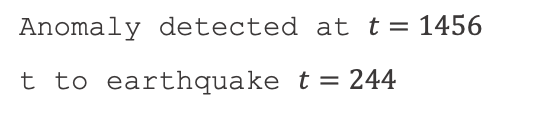 Anomaly detected at t = 1456
t to earthquake t = 244